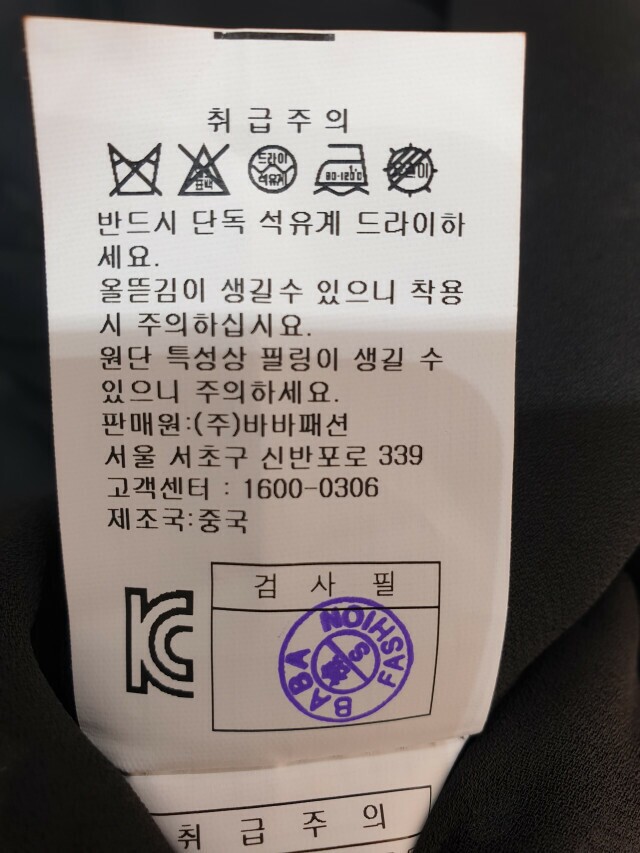 취급주의
표백
드라이
석유계
80-120℃
반드시 단독 석유계 드라이하
세요.
올뜯김이 생길수 있으니 착용
시 주의하십시요.
원단 특성상 필링이 생길 수
있으니 주의하세요.
판매원:(주)바바패션
서울 서초구 신반포로 339
고객센터 : 1600-0306
제조국:중국
검 사 필
BABA FASHION
S
취 급 주 의